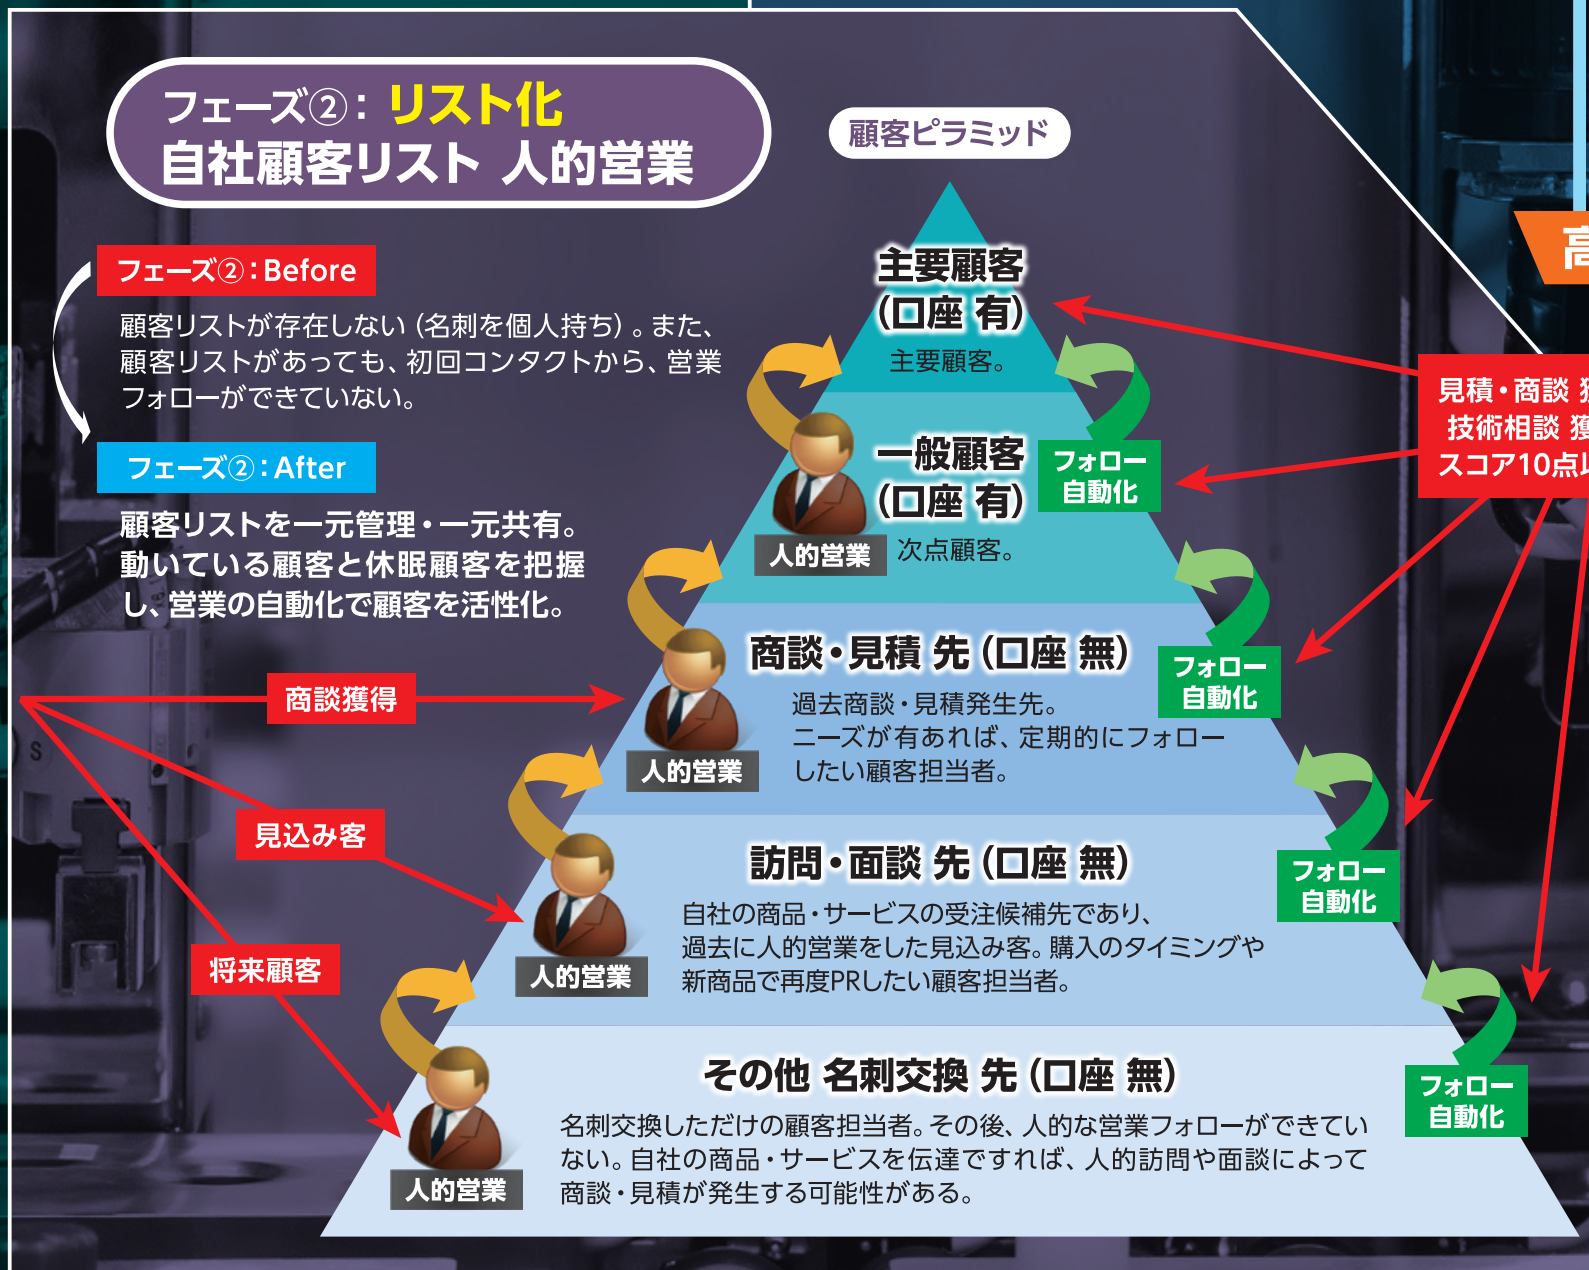 フェーズ②：リスト化
自社顧客リスト 人的営業
顧客ピラミッド
フェーズ②：Before
顧客リストが存在しない（名刺を個人持ち）。また、
顧客リストがあっても、初回コンタクトから、営業
フォローができていない。
フェーズ②：After
顧客リストを一元管理・一元共有。
動いている顧客と休眠顧客を把握
し、営業の自動化で顧客を活性化。
商談獲得
見込み客
将来顧客
主要顧客
（口座 有）
主要顧客。
一般顧客
（口座 有）
次点顧客。
人的営業
フォロー
自動化
商談・見積 先（口座 無）
過去商談・見積発生先。
ニーズが有あれば、定期的にフォロー
したい顧客担当者。
人的営業
フォロー
自動化
訪問・面談 先（口座 無）
自社の商品・サービスの受注候補先であり、
過去に人的営業をした見込み客。購入のタイミングや
新商品で再度PRしたい顧客担当者。
人的営業
フォロー
自動化
その他 名刺交換 先（口座 無）
名刺交換しただけの顧客担当者。その後、人的な営業フォローができてい
ない。自社の商品・サービスを伝達ですれば、人的訪問や面談によって
商談・見積が発生する可能性がある。
人的営業
フォロー
自動化
見積・商談
技術相談
スコア10点
S